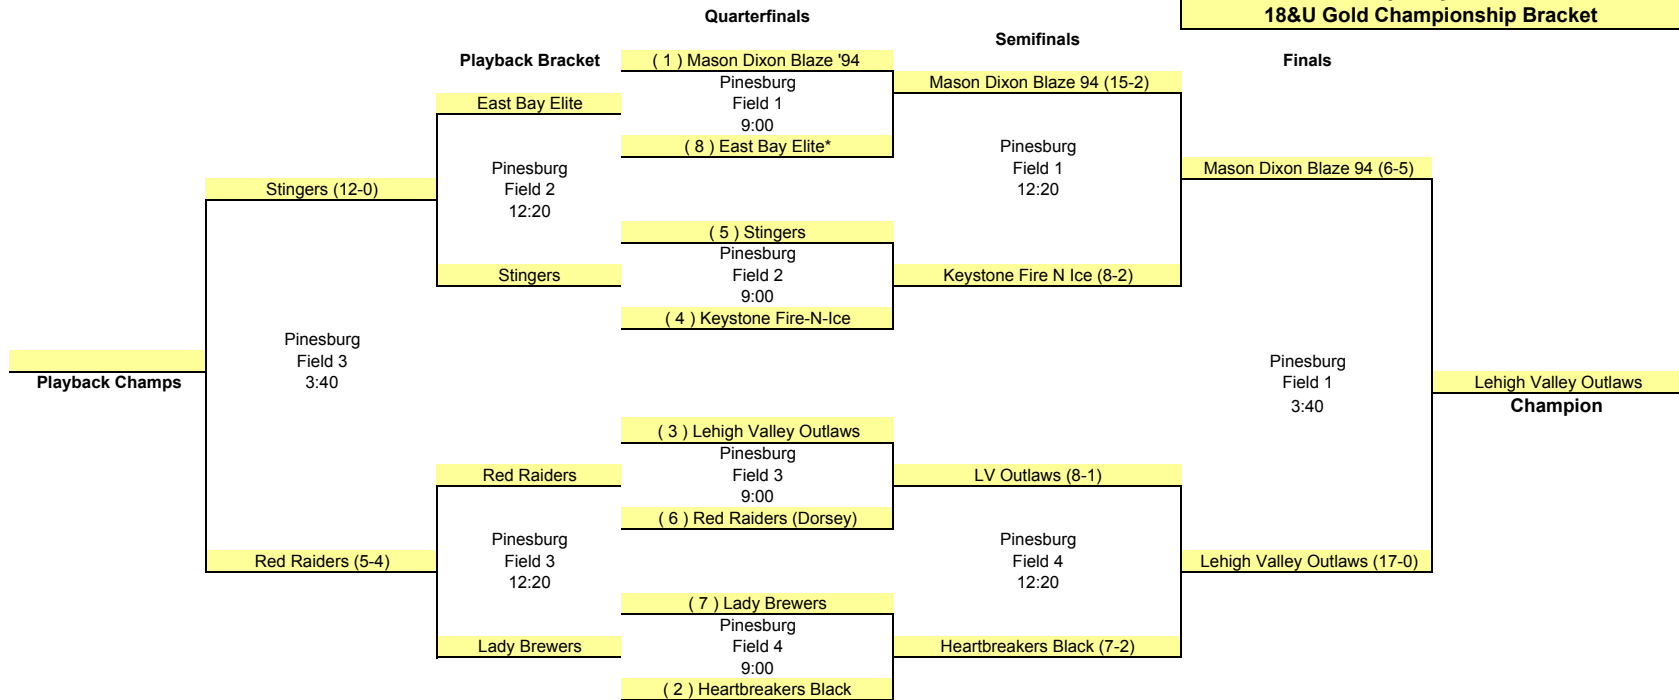 18&U Gold Championship Bracket
Quarterfinals
Semifinals
Playback Bracket
Finals
( 1 ) Mason Dixon Blaze '94
Pinesburg
Field 1
9:00
( 8 ) East Bay Elite*
East Bay Elite
Pinesburg
Field 2
12:20
Stingers
Stingers (12-0)
( 5 ) Stingers
Pinesburg
Field 2
9:00
( 4 ) Keystone Fire-N-Ice
Mason Dixon Blaze 94 (15-2)
Pinesburg
Field 1
12:20
Keystone Fire N Ice (8-2)
Mason Dixon Blaze 94 (6-5)
Pinesburg
Field 3
3:40
Playback Champs
Pinesburg
Field 1
3:40
Lehigh Valley Outlaws
Champion
( 3 ) Lehigh Valley Outlaws
Pinesburg
Field 3
9:00
( 6 ) Red Raiders (Dorsey)
Red Raiders
Pinesburg
Field 3
12:20
Lady Brewers
Red Raiders (5-4)
( 7 ) Lady Brewers
Pinesburg
Field 4
9:00
( 2 ) Heartbreakers Black
LV Outlaws (8-1)
Pinesburg
Field 4
12:20
Heartbreakers Black (7-2)
Lehigh Valley Outlaws (17-0)